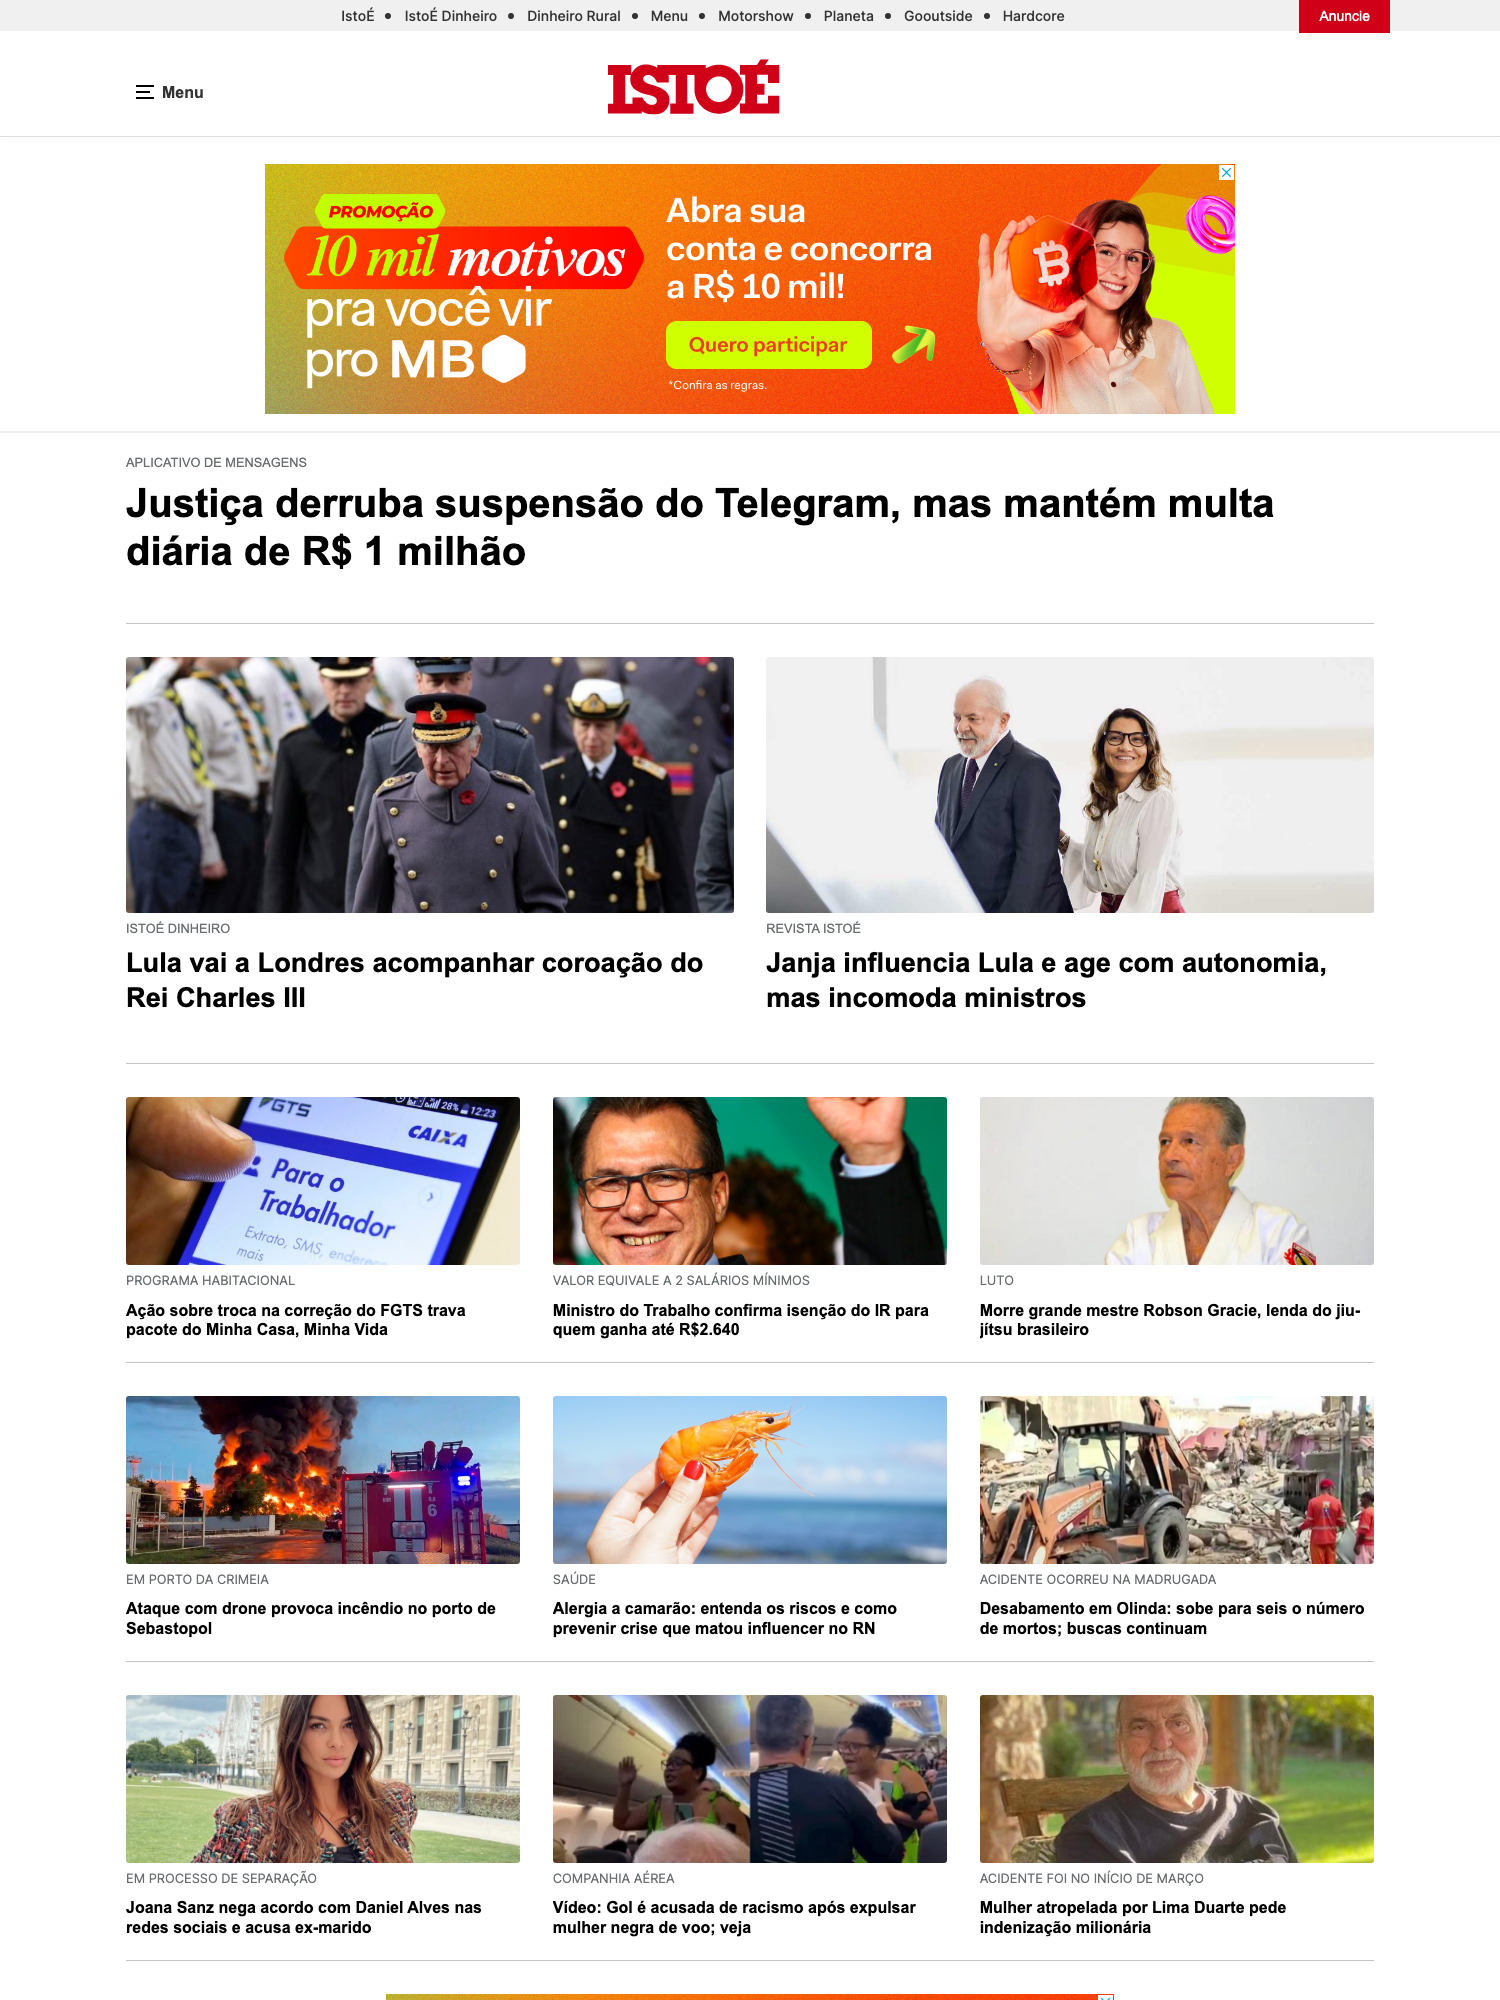 IstoÉ • IstoÉ Dinheiro • Dinheiro Rural • Menu • Motorshow • Planeta • Gooutside • Hardcore
Anuncie
Menu
ISTOÉ
PROMOÇÃO
10 mil motivos
pra você vir
pro MB
Abra sua
conta e concorra
a R$ 10 mil!
Quero participar
*Confira as regras.
APLICATIVO DE MENSAGENS
Justiça derruba suspensão do Telegram, mas mantém multa
diária de R$ 1 milhão
ISTOÉ DINHEIRO
Lula vai a Londres acompanhar coroação do
Rei Charles III
REVISTA ISTOÉ
Janja influencia Lula e age com autonomia,
mas incomoda ministros
FGTS
28% 12:23
CAIXA
Para o
Trabalhador
Extrato, SMS, endereço
mais
PROGRAMA HABITACIONAL
Ação sobre troca na correção do FGTS trava
pacote do Minha Casa, Minha Vida
VALOR EQUIVALE A 2 SALÁRIOS MÍNIMOS
Ministro do Trabalho confirma isenção do IR para
quem ganha até R$2.640
LUTO
Morre grande mestre Robson Gracie, lenda do jiu-
jítsu brasileiro
6
EM PORTO DA CRIMEIA
Ataque com drone provoca incêndio no porto de
Sebastopol
SAÚDE
Alergia a camarão: entenda os riscos e como
prevenir crise que matou influencer no RN
CASE
ACIDENTE OCORREU NA MADRUGADA
Desabamento em Olinda: sobe para seis o número
de mortos; buscas continuam
EM PROCESSO DE SEPARAÇÃO
Joana Sanz nega acordo com Daniel Alves nas
redes sociais e acusa ex-marido
COMPANHIA AÉREA
Vídeo: Gol é acusada de racismo após expulsar
mulher negra de voo; veja
ACIDENTE FOI NO INÍCIO DE MARÇO
Mulher atropelada por Lima Duarte pede
indenização milionária